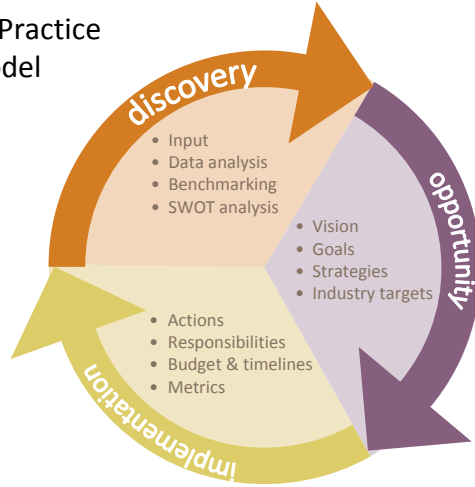 Practice
discovery
• Input
• Data analysis
• Benchmarking
• SWOT analysis
opportunity
• Vision
• Goals
• Strategies
• Industry targets
• Actions
• Responsibilities
• Budget & timelines
• Metrics
implementation